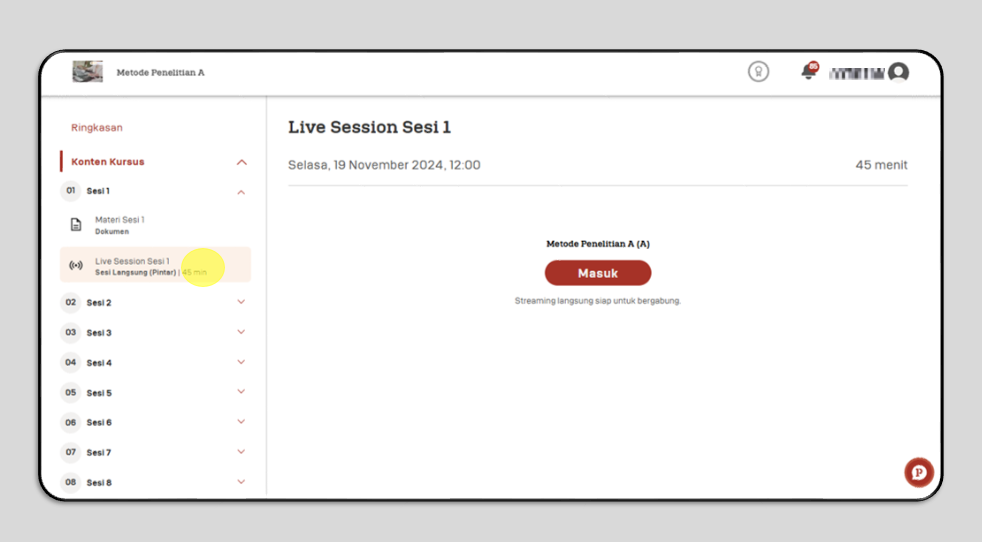 Metode Penelitian A
85
Ringkasan
Konten Kursus
01 Sesi 1
Materi Sesi 1
Dokumen
Live Session Sesi 1
Sesi Langsung (Pintar) | 45 min
02 Sesi 2
03 Sesi 3
04 Sesi 4
05 Sesi 5
06 Sesi 6
07 Sesi 7
08 Sesi 8
Live Session Sesi 1
Selasa, 19 November 2024, 12:00
45 menit
Metode Penelitian A (A)
Masuk
Streaming langsung siap untuk bergabung.
P